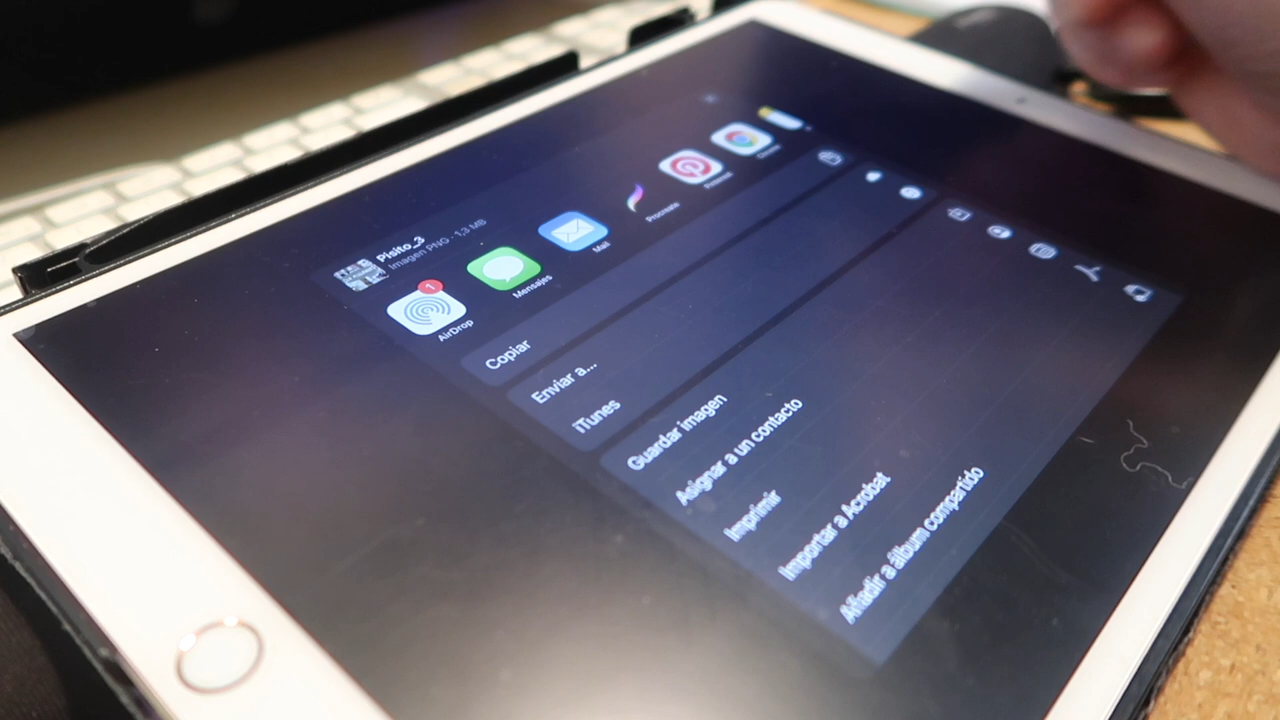 Pisito_3
Imagen PNG · 1,3 MB
1
AirDrop
Mensajes
Mail
Procreate
Pinterest
Chrome
Copiar
Enviar a...
iTunes
Guardar imagen
Asignar a un contacto
Imprimir
Importar a Acrobat
Añadir a álbum compartido